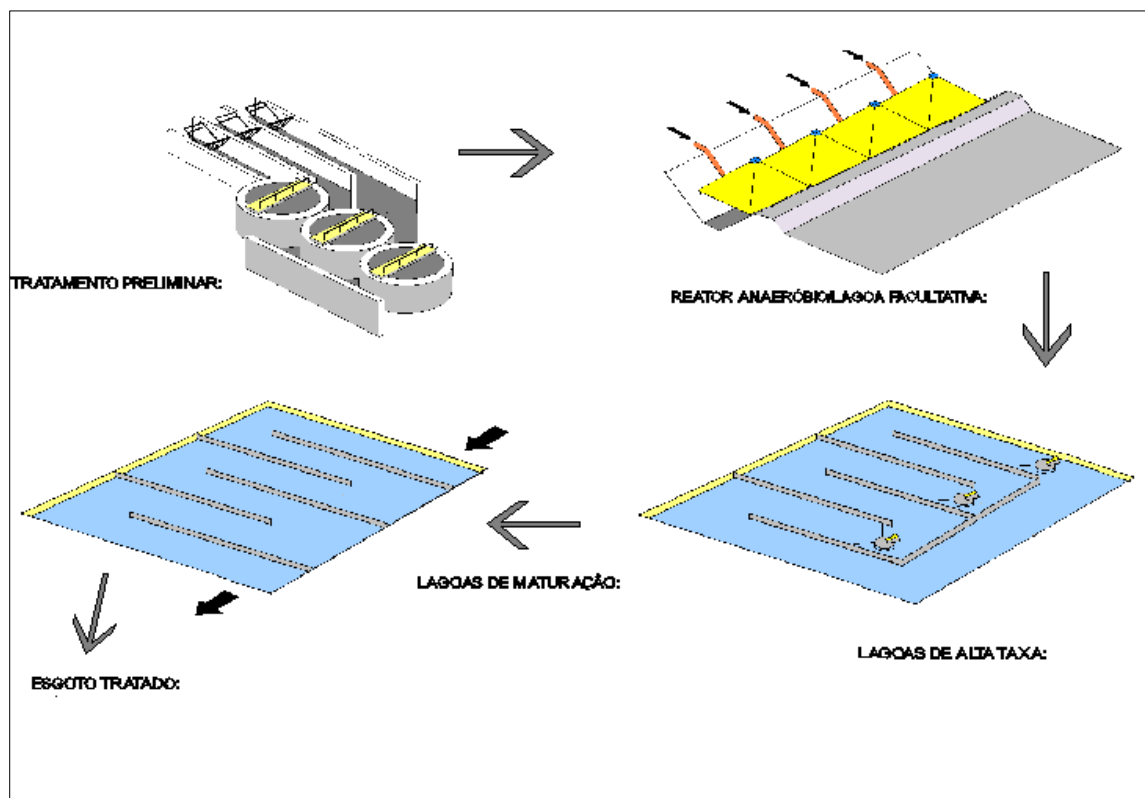 TRATAMENTO PRELIMINAR:
REATOR ANAERÓBIO/LAGOA FACULTATIVA:
LAGOAS DE MATURAÇÃO:
LAGOAS DE ALTA TAXA:
ESGOTO TRATADO: